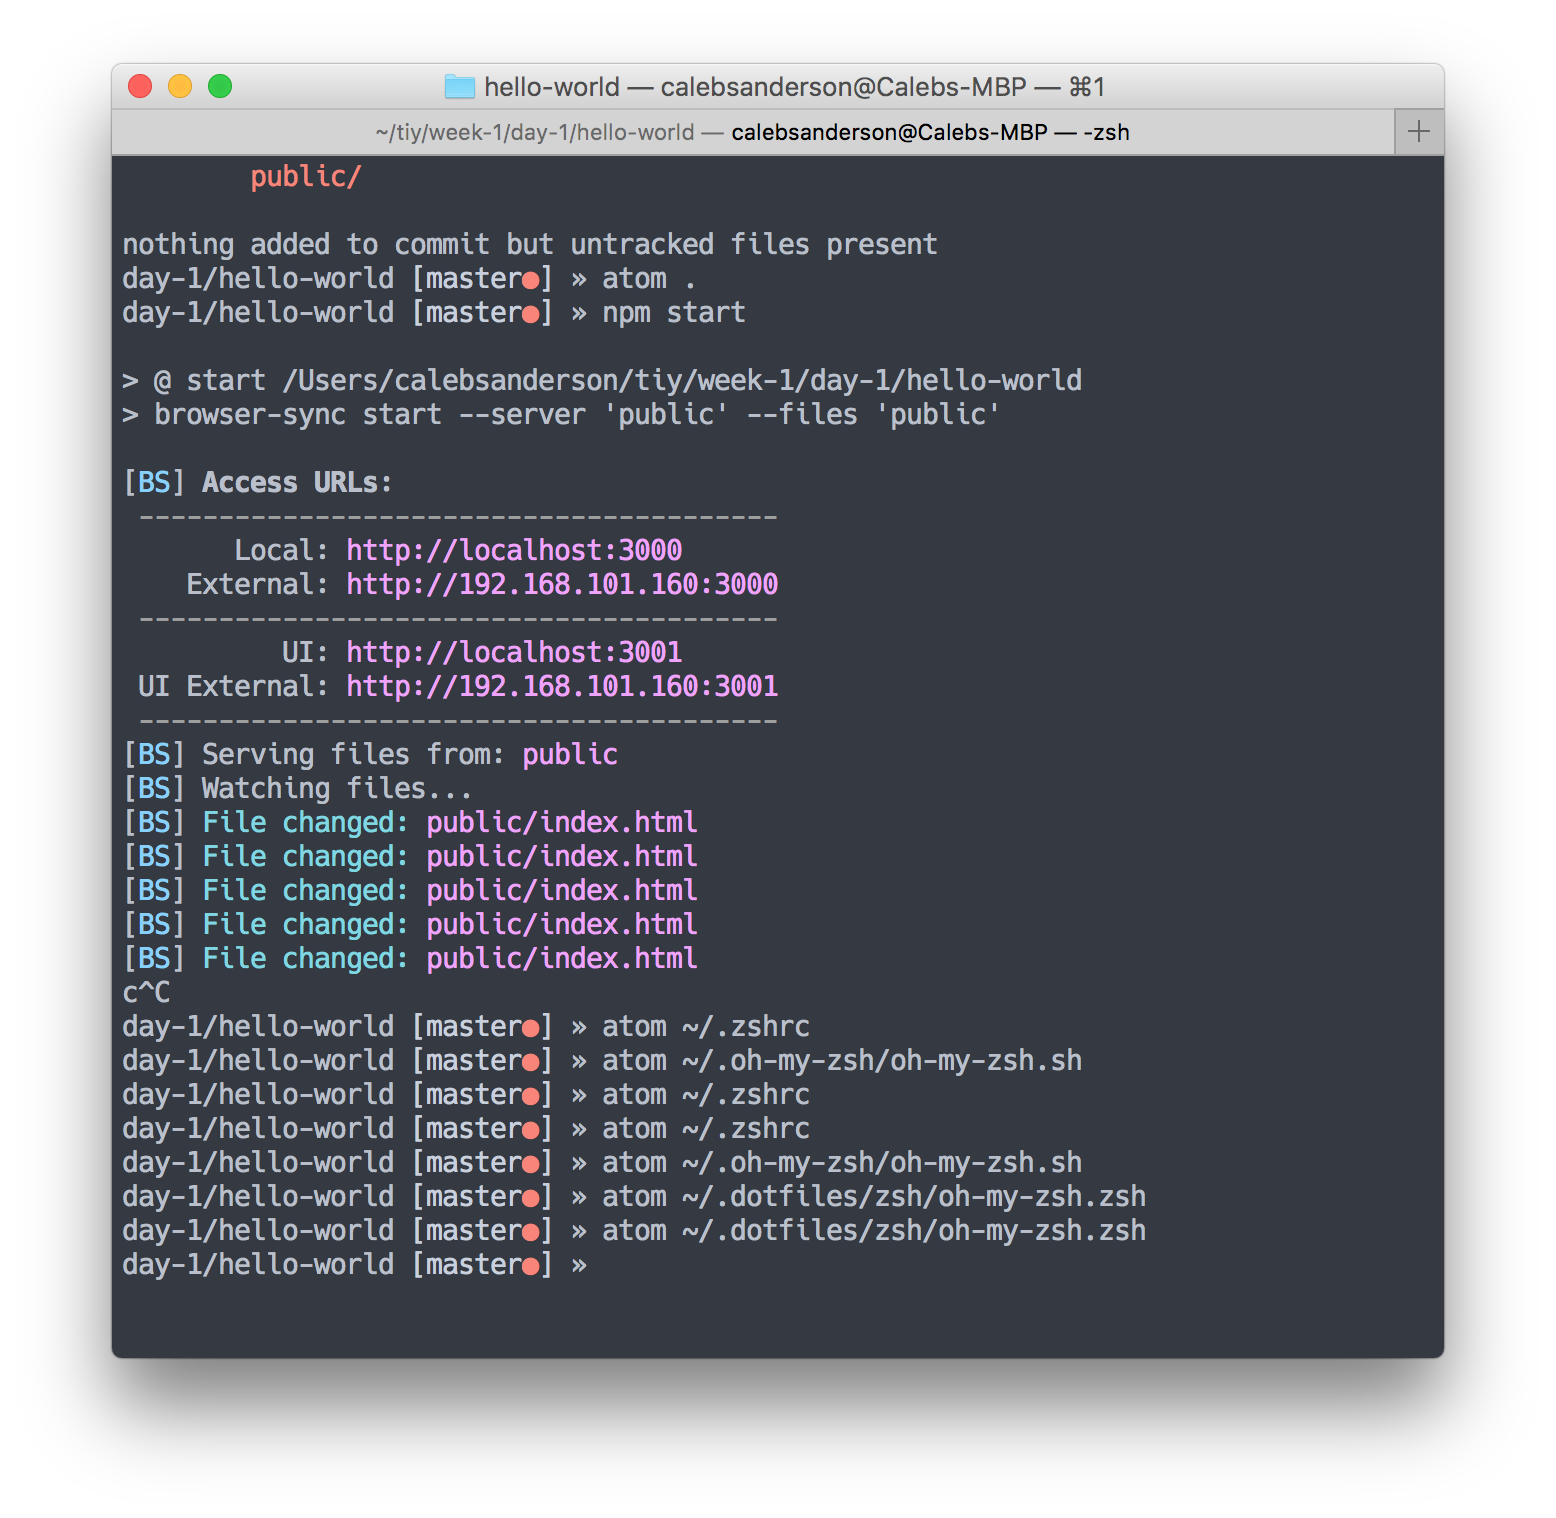 hello-world — calebsanderson@Calebs-MBP — ⌘1
~/tiy/week-1/day-1/hello-world — calebsanderson@Calebs-MBP — -zsh
public/
nothing added to commit but untracked files present
day-1/hello-world [master●] » atom .
day-1/hello-world [master●] » npm start
> @ start /Users/calebsanderson/tiy/week-1/day-1/hello-world
> browser-sync start --server 'public' --files 'public'
[BS] Access URLs:
----------------------------------------
Local: http://localhost:3000
External: http://192.168.101.160:3000
----------------------------------------
UI: http://localhost:3001
UI External: http://192.168.101.160:3001
----------------------------------------
[BS] Serving files from: public
[BS] Watching files...
[BS] File changed: public/index.html
[BS] File changed: public/index.html
[BS] File changed: public/index.html
[BS] File changed: public/index.html
[BS] File changed: public/index.html
c^C
day-1/hello-world [master●] » atom ~/.zshrc
day-1/hello-world [master●] » atom ~/.oh-my-zsh/oh-my-zsh.sh
day-1/hello-world [master●] » atom ~/.zshrc
day-1/hello-world [master●] » atom ~/.zshrc
day-1/hello-world [master●] » atom ~/.oh-my-zsh/oh-my-zsh.sh
day-1/hello-world [master●] » atom ~/.dotfiles/zsh/oh-my-zsh.zsh
day-1/hello-world [master●] » atom ~/.dotfiles/zsh/oh-my-zsh.zsh
day-1/hello-world [master●] »